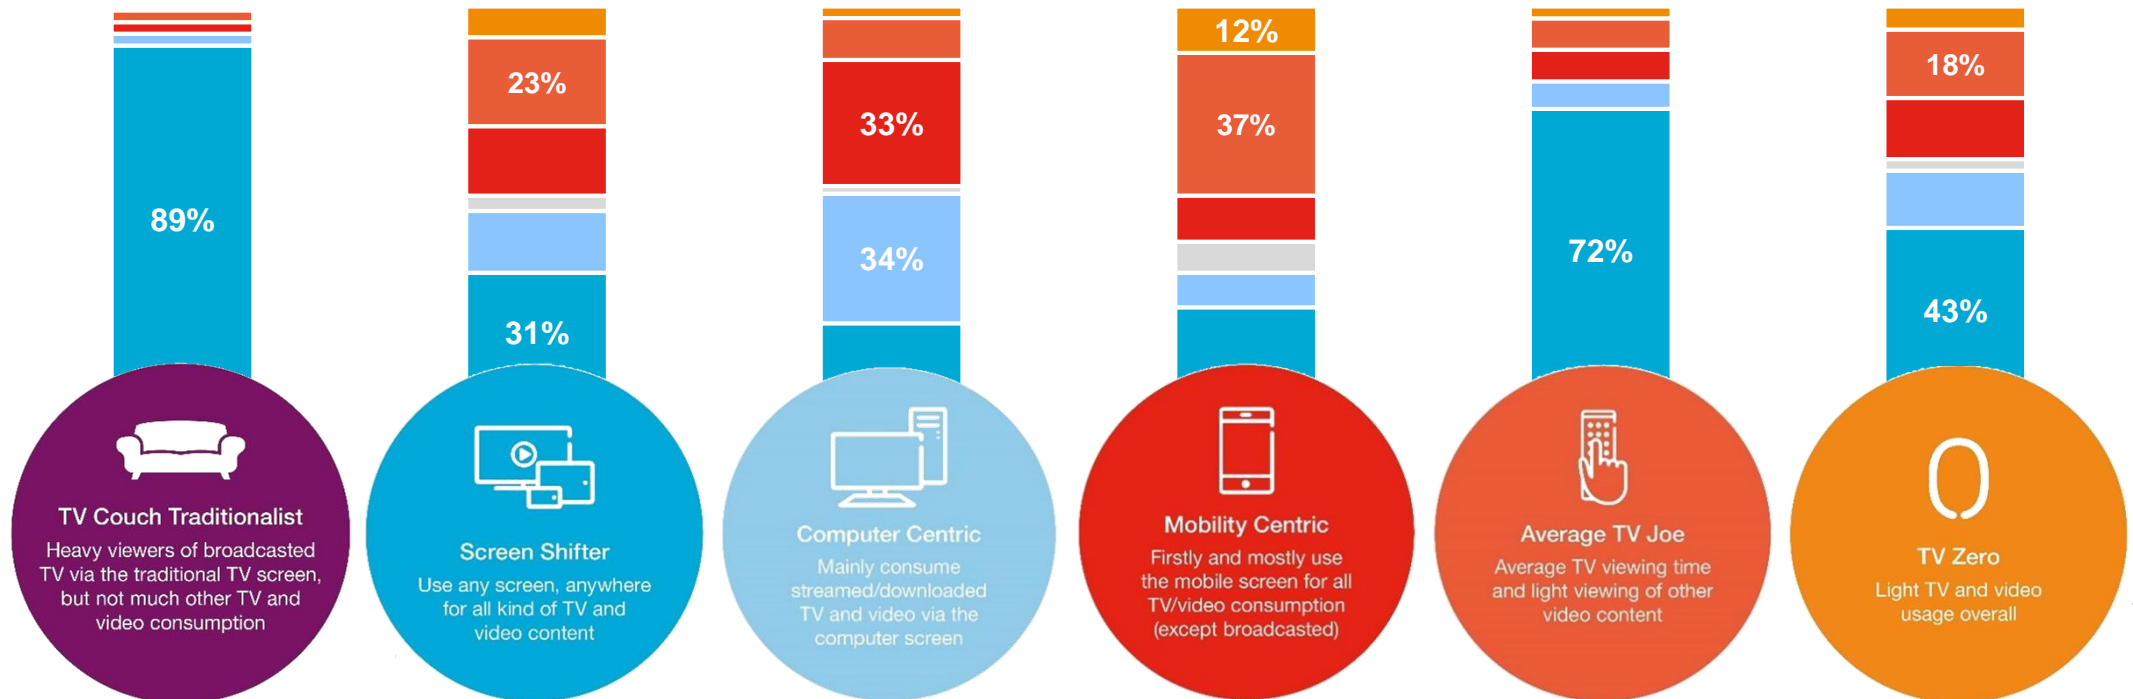 89%
23%
31%
33%
34%
12%
37%
72%
18%
43%
TV Couch Traditionalist
Heavy viewers of broadcasted
TV via the traditional TV screen,
but not much other TV and
video consumption
Screen Shifter
Use any screen, anywhere
for all kind of TV and
video content
Computer Centric
Mainly consume
streamed/downloaded
TV and video via the
computer screen
Mobility Centric
Firstly and mostly use
the mobile screen for all
TV/video consumption
(except broadcasted)
Average TV Joe
Average TV viewing time
and light viewing of other
video content
TV Zero
Light TV and video
usage overall